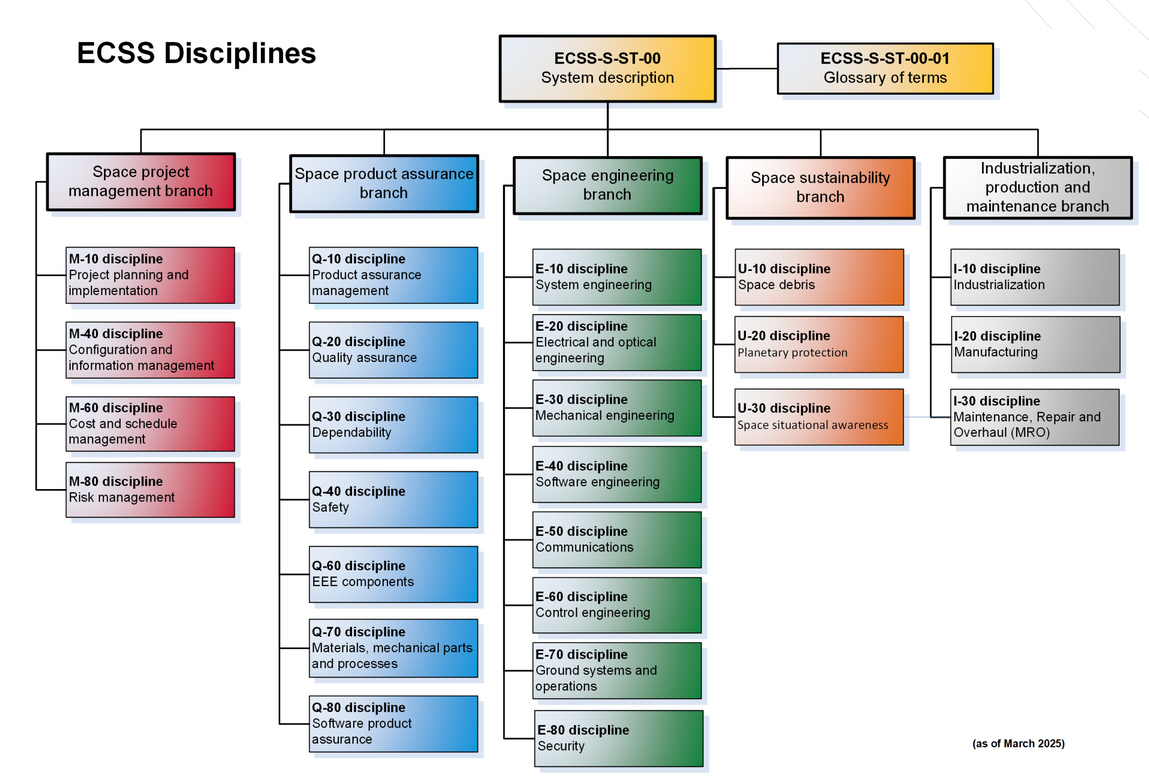 ECSS Disciplines
ECSS-S-ST-00
System description
ECSS-S-ST-00-01
Glossary of terms
Space project
management branch
M-10 discipline
Project planning and
implementation
M-40 discipline
Configuration and
information management
M-60 discipline
Cost and schedule
management
M-80 discipline
Risk management
Space product assurance
branch
Q-10 discipline
Product assurance
management
Q-20 discipline
Quality assurance
Q-30 discipline
Dependability
Q-40 discipline
Safety
Q-60 discipline
EEE components
Q-70 discipline
Materials, mechanical parts
and processes
Q-80 discipline
Software product
assurance
Space engineering
branch
E-10 discipline
System engineering
E-20 discipline
Electrical and optical
engineering
E-30 discipline
Mechanical engineering
E-40 discipline
Software engineering
E-50 discipline
Communications
E-60 discipline
Control engineering
E-70 discipline
Ground systems and
operations
E-80 discipline
Security
Space sustainability
branch
U-10 discipline
Space debris
U-20 discipline
Planetary protection
U-30 discipline
Space situational awareness
Industrialization,
production and
maintenance branch
I-10 discipline
Industrialization
I-20 discipline
Manufacturing
I-30 discipline
Maintenance, Repair and
Overhaul (MRO)
(as of March 2025)